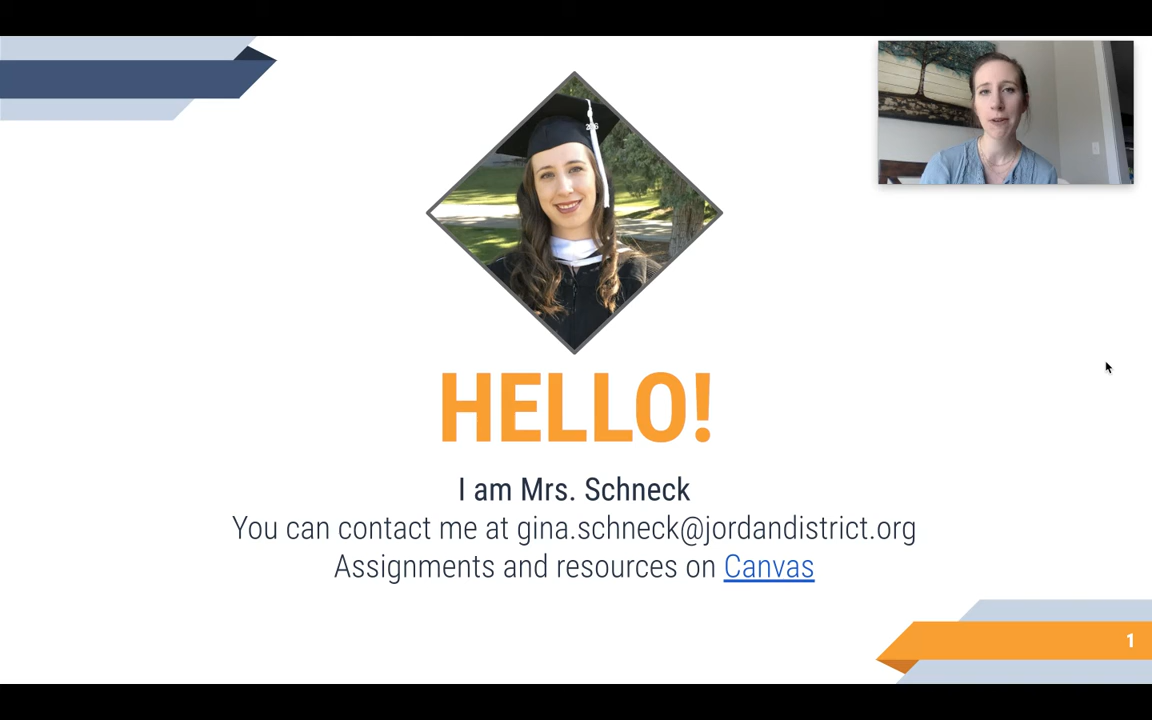 HELLO!
I am Mrs. Schneck
You can contact me at gina.schneck@jordandistrict.org
Assignments and resources on Canvas
1